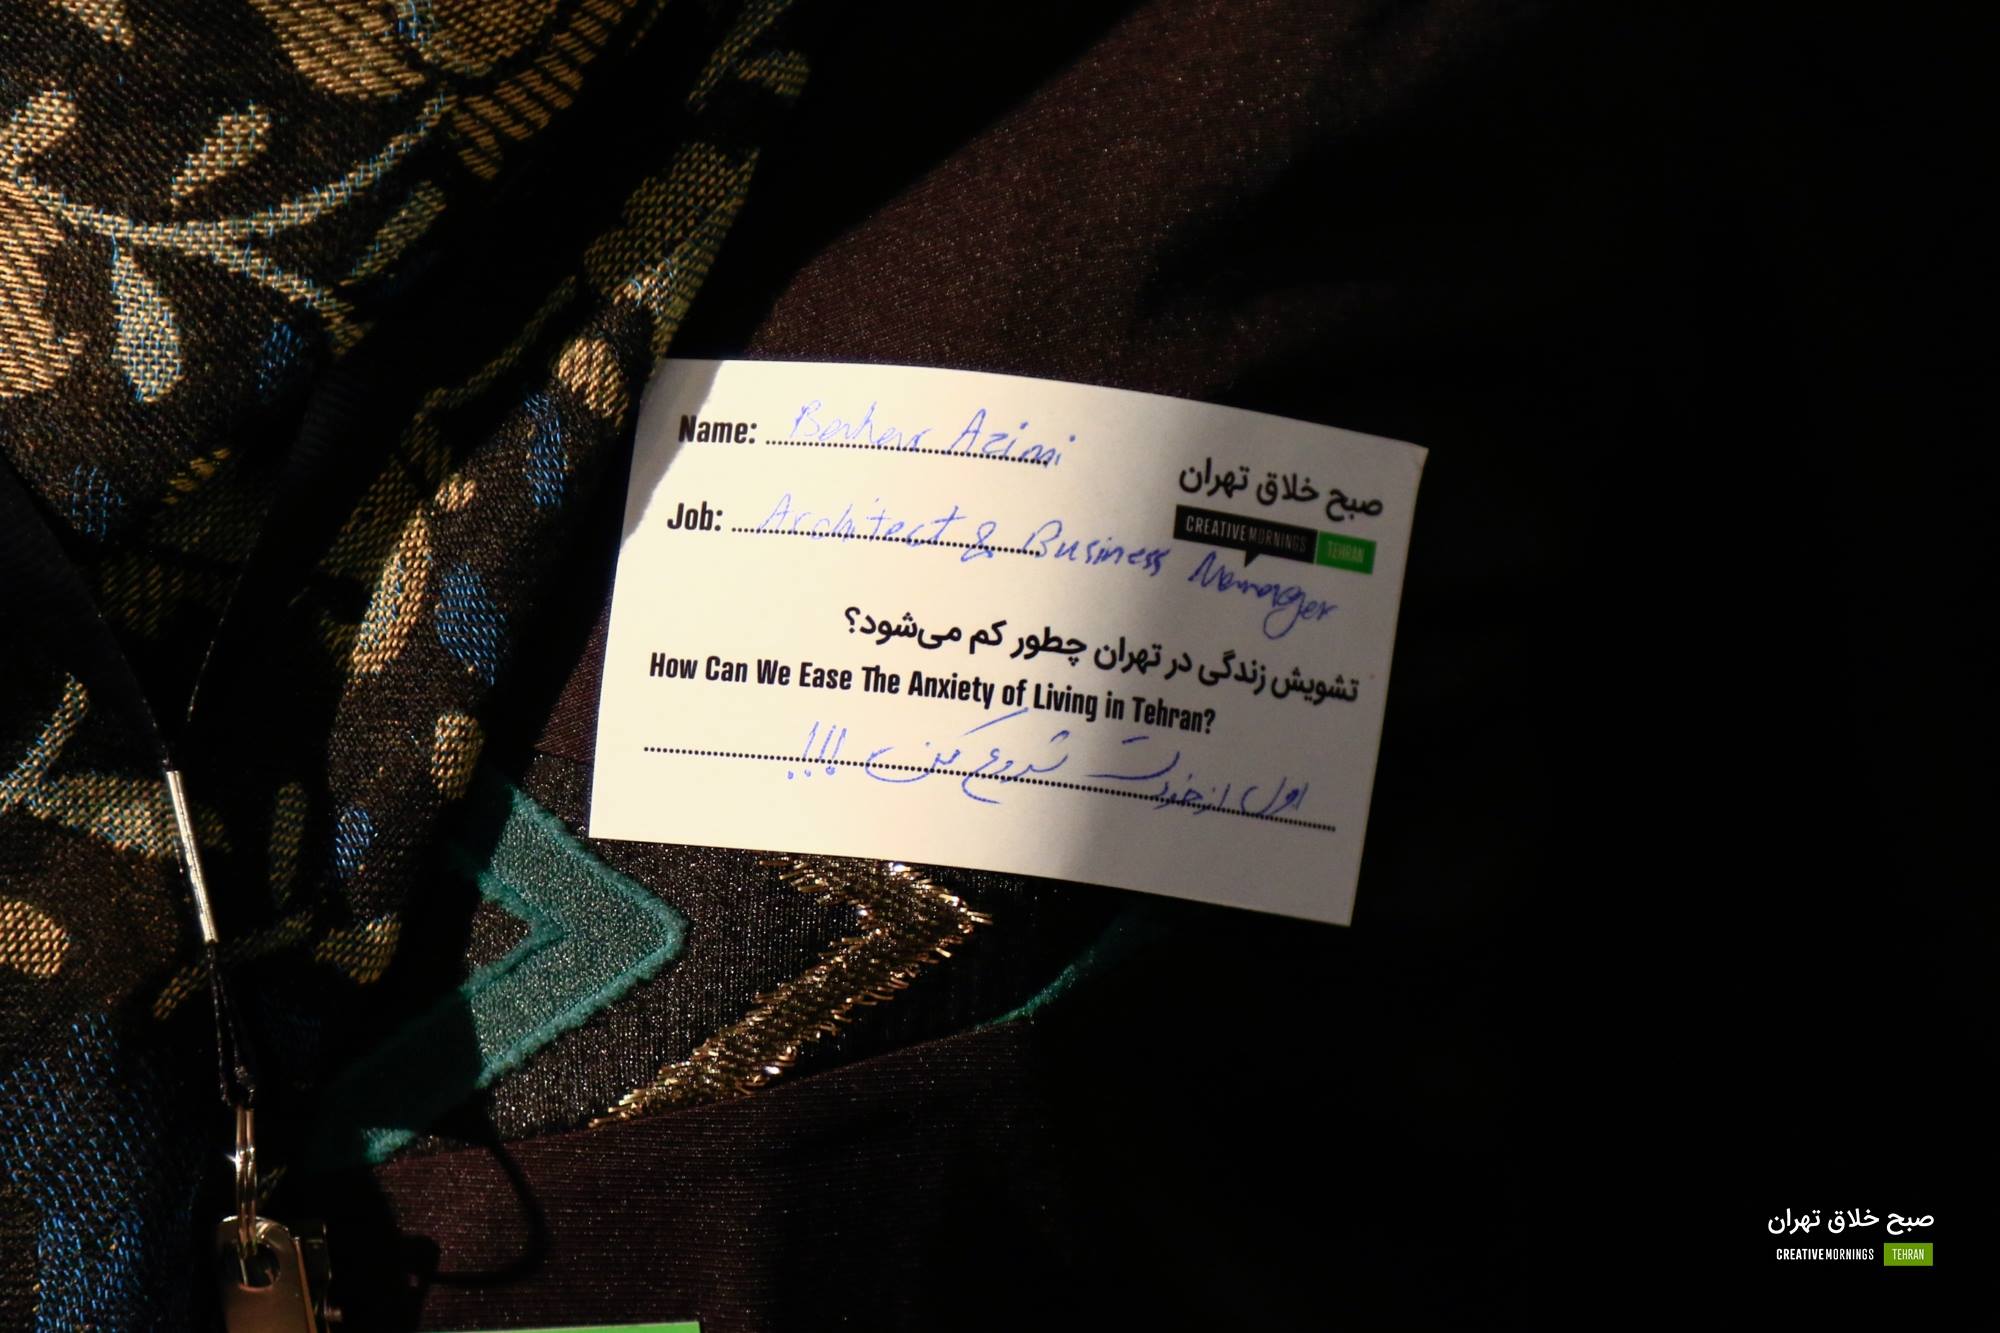 Name: Azimi
صبح خلاق تهران
CREATIVEMORNINGS TEHRAN
Job: Architect & Business Manager
تشویش زندگی در تهران چطور کم می‌شود؟
How Can We Ease The Anxiety of Living in Tehran?
اول از خودت شروع کن !!!
صبح خلاق تهران
CREATIVEMORNINGS TEHRAN